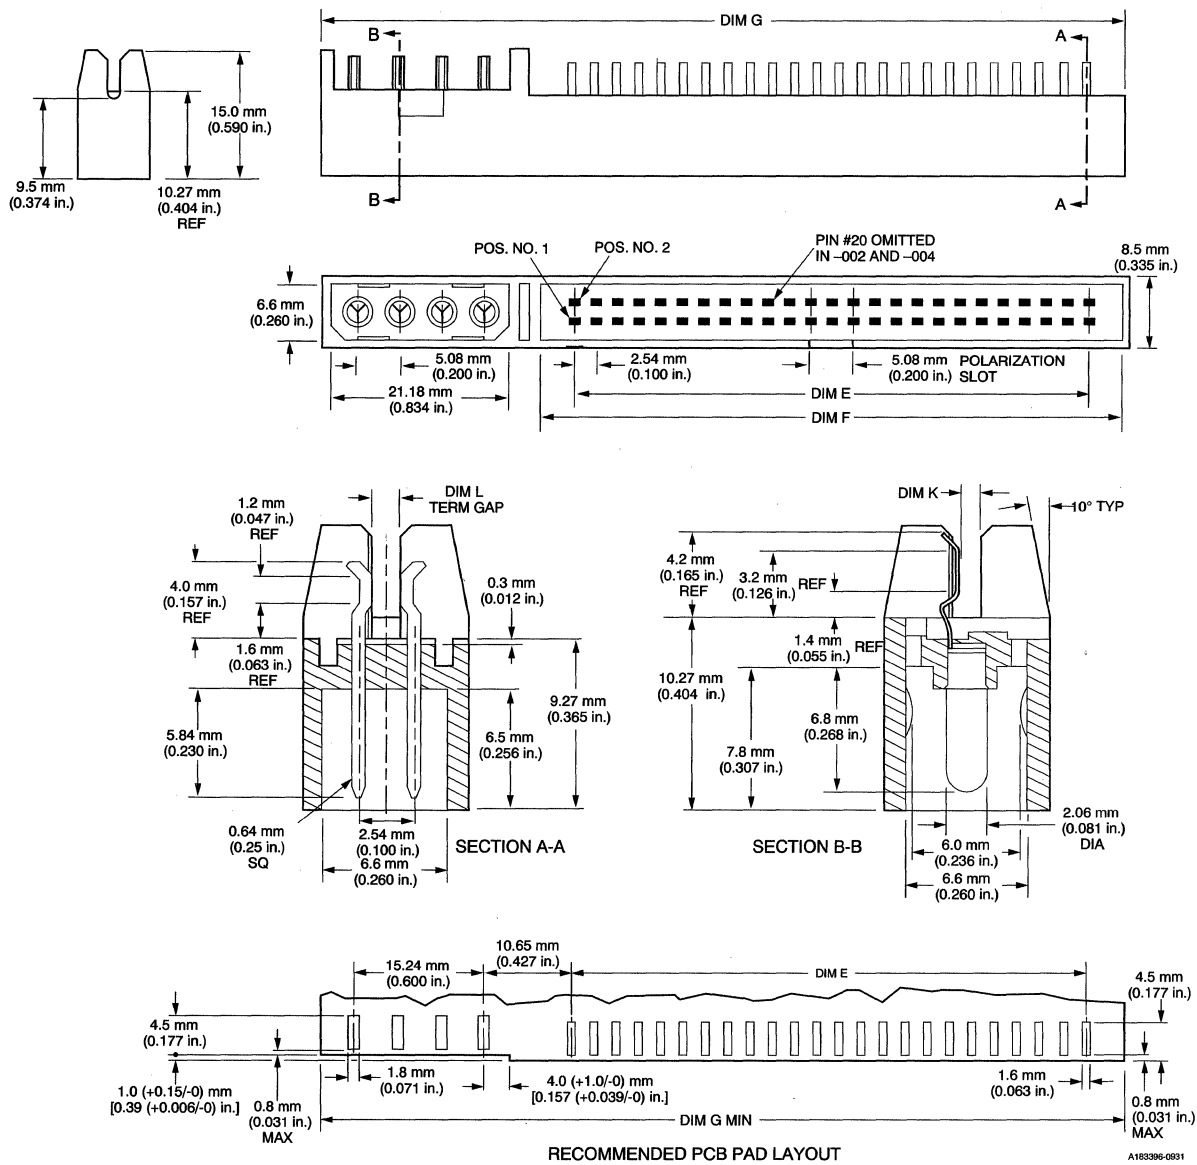 DIM G
B
A
15.0 mm
(0.590 in.)
9.5 mm
(0.374 in.)
10.27 mm
(0.404 in.)
REF
B
A
POS. NO. 1
POS. NO. 2
PIN #20 OMITTED
IN –002 AND –004
8.5 mm
(0.335 in.)
6.6 mm
(0.260 in.)
5.08 mm
(0.200 in.)
2.54 mm
(0.100 in.)
5.08 mm
(0.200 in.)
POLARIZATION
SLOT
21.18 mm
(0.834 in.)
DIM E
DIM F
DIM L
TERM GAP
1.2 mm
(0.047 in.)
REF
4.0 mm
(0.157 in.)
REF
0.3 mm
(0.012 in.)
1.6 mm
(0.063 in.)
REF
9.27 mm
(0.365 in.)
5.84 mm
(0.230 in.)
6.5 mm
(0.256 in.)
0.64 mm
(0.25 in.)
SQ
2.54 mm
(0.100 in.)
6.6 mm
(0.260 in.)
SECTION A-A
DIM K
10° TYP
4.2 mm
(0.165 in.)
REF
3.2 mm
(0.126 in.)
REF
1.4 mm
(0.055 in.)
REF
10.27 mm
(0.404 in.)
6.8 mm
(0.268 in.)
7.8 mm
(0.307 in.)
2.06 mm
(0.081 in.)
DIA
6.0 mm
(0.236 in.)
6.6 mm
(0.260 in.)
SECTION B-B
10.65 mm
(0.427 in.)
15.24 mm
(0.600 in.)
DIM E
4.5 mm
(0.177 in.)
4.5 mm
(0.177 in.)
1.8 mm
(0.071 in.)
4.0 (+1.0/-0) mm
[0.157 (+0.039/-0) in.]
1.6 mm
(0.063 in.)
1.0 (+0.15/-0) mm
[0.39 (+0.006/-0) in.]
0.8 mm
(0.031 in.)
MAX
0.8 mm
(0.031 in.)
MAX
DIM G MIN
RECOMMENDED PCB PAD LAYOUT
A183396-0931